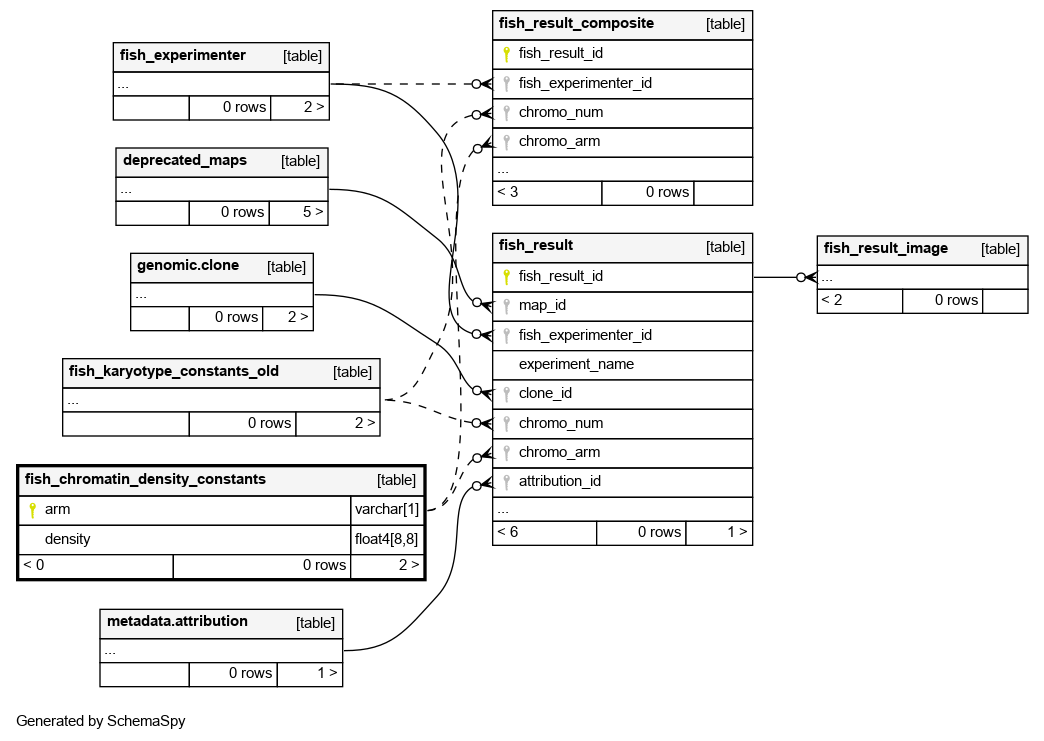 fish_experimenter [table]
...
0 rows 2 >
deprecated_maps [table]
...
0 rows 5 >
genomic.clone [table]
...
0 rows 2 >
fish_karyotype_constants_old [table]
...
0 rows 2 >
fish_chromatin_density_constants [table]
arm varchar[1]
density float4[8,8]
< 0 0 rows 2 >
metadata.attribution [table]
...
0 rows 1 >
fish_result_composite [table]
fish_result_id
fish_experimenter_id
chromo_num
chromo_arm
...
< 3 0 rows
fish_result [table]
fish_result_id
map_id
fish_experimenter_id
experiment_name
clone_id
chromo_num
chromo_arm
attribution_id
...
< 6 0 rows 1 >
fish_result_image [table]
...
< 2 0 rows
Generated by SchemaSpy